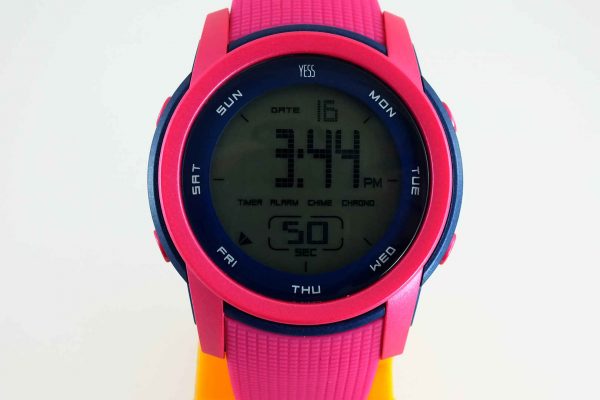 YESS
SUN
MON
DATE 16
3:44 PM
SAT
TUE
TIMER ALARM CHIME CHRONO
50
SEC
FRI
WED
THU